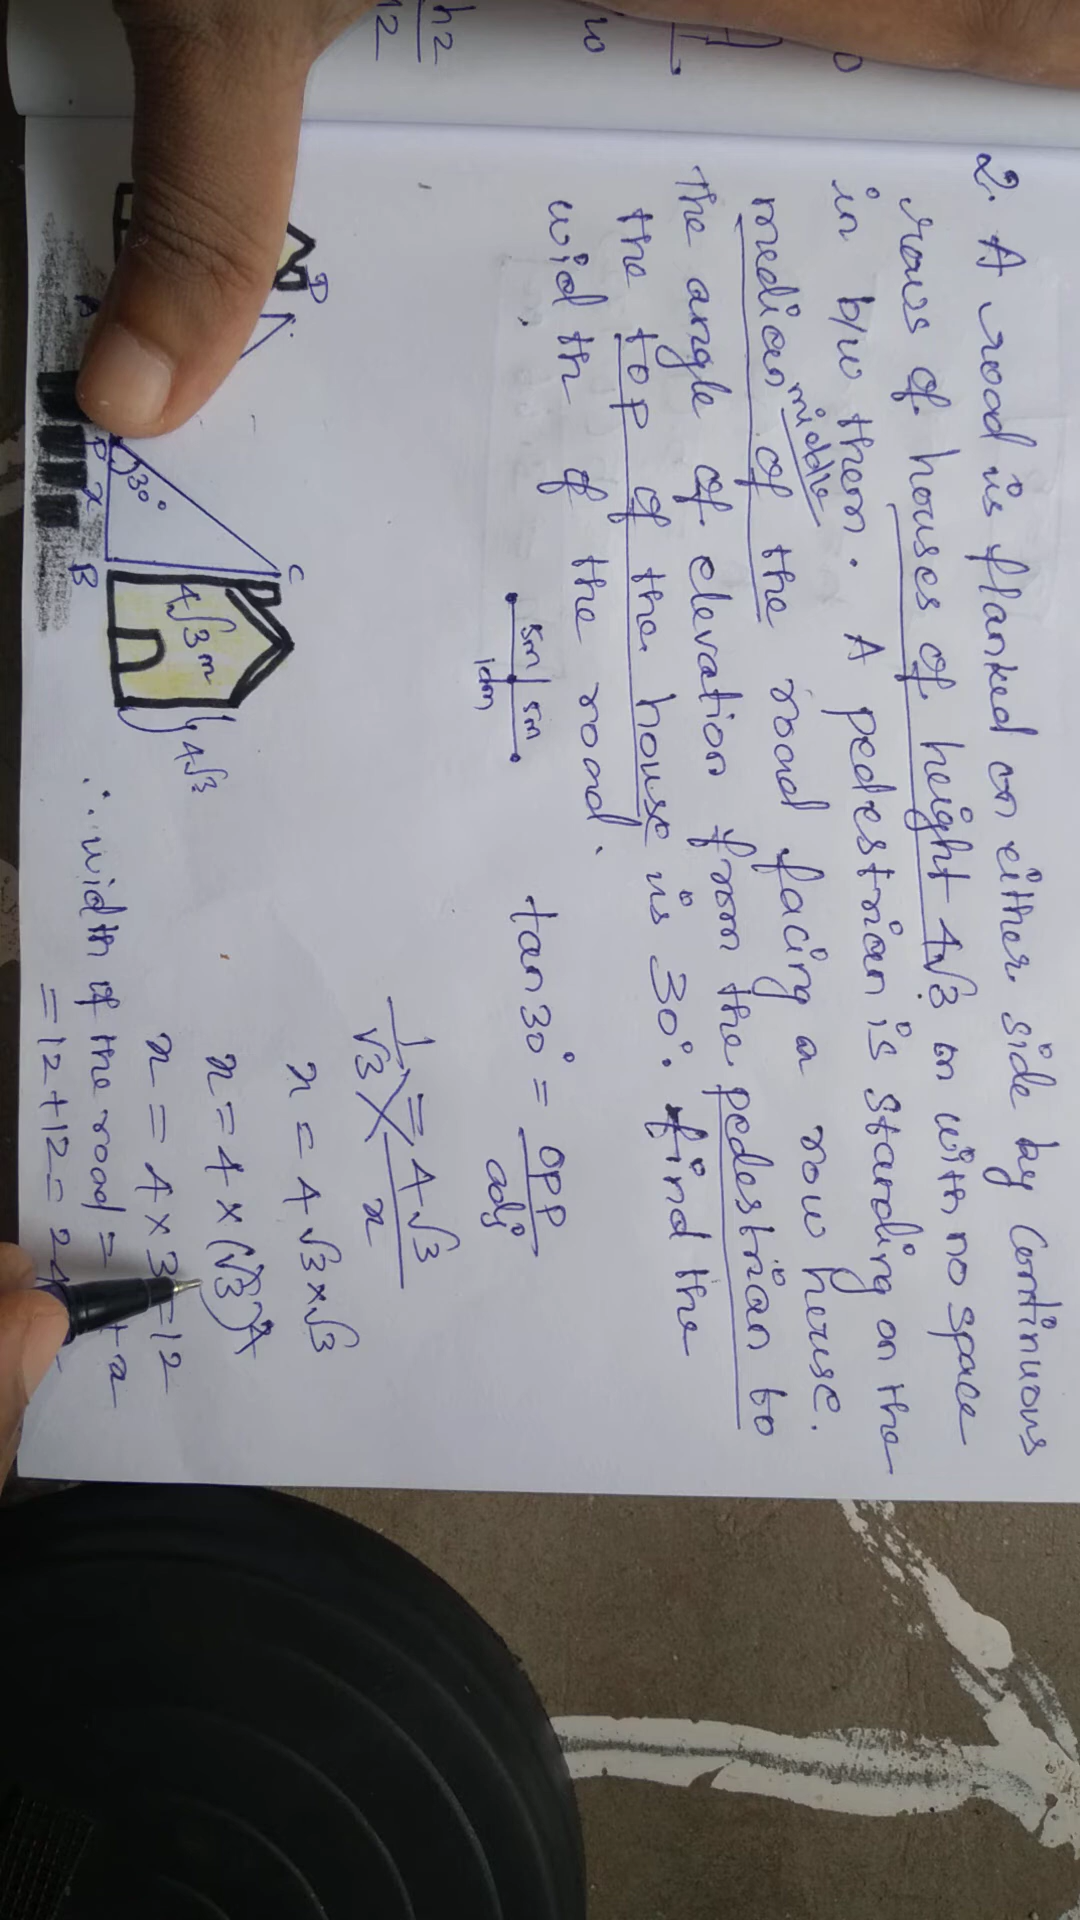 2. A road is flanked on either side by continuous
rows of houses of height 4√3 m with no space
in b/w them. A pedestrian is standing on the
median of the road facing a row house.
middle
the angle of elevation from the pedestrian to
the top of the house is 30°. find the
width of the road.
5m 5m
10m
tan30° = opp/adj
1/√3 = 4√3/x
x = 4√3×√3
x = 4×(√3)²
x = 4×3=12
∴ width of the road =
= 12+12=
D
C
30°
P x B
4√3 m
4√3
h2
12